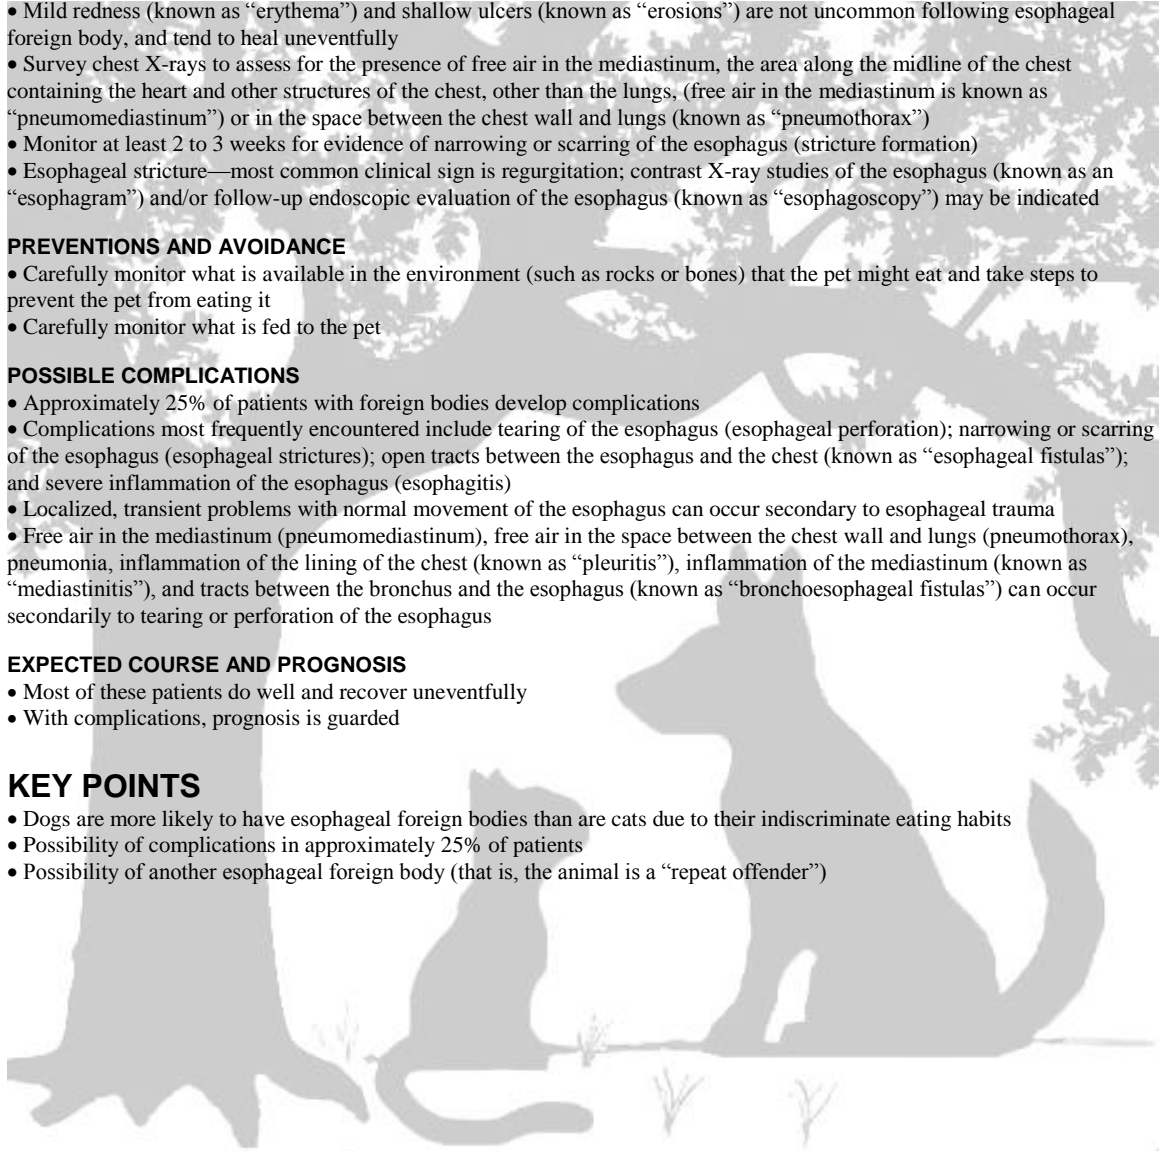 • Mild redness (known as “erythema”) and shallow ulcers (known as “erosions”) are not uncommon following esophageal
foreign body, and tend to heal uneventfully
• Survey chest X-rays to assess for the presence of free air in the mediastinum, the area along the midline of the chest
containing the heart and other structures of the chest, other than the lungs, (free air in the mediastinum is known as
“pneumomediastinum”) or in the space between the chest wall and lungs (known as “pneumothorax”)
• Monitor at least 2 to 3 weeks for evidence of narrowing or scarring of the esophagus (stricture formation)
• Esophageal stricture—most common clinical sign is regurgitation; contrast X-ray studies of the esophagus (known as an
“esophagram”) and/or follow-up endoscopic evaluation of the esophagus (known as “esophagoscopy”) may be indicated
PREVENTIONS AND AVOIDANCE
• Carefully monitor what is available in the environment (such as rocks or bones) that the pet might eat and take steps to
prevent the pet from eating it
• Carefully monitor what is fed to the pet
POSSIBLE COMPLICATIONS
• Approximately 25% of patients with foreign bodies develop complications
• Complications most frequently encountered include tearing of the esophagus (esophageal perforation); narrowing or scarring
of the esophagus (esophageal strictures); open tracts between the esophagus and the chest (known as “esophageal fistulas”);
and severe inflammation of the esophagus (esophagitis)
• Localized, transient problems with normal movement of the esophagus can occur secondary to esophageal trauma
• Free air in the mediastinum (pneumomediastinum), free air in the space between the chest wall and lungs (pneumothorax),
pneumonia, inflammation of the lining of the chest (known as “pleuritis”), inflammation of the mediastinum (known as
“mediastinitis”), and tracts between the bronchus and the esophagus (known as “bronchoesophageal fistulas”) can occur
secondarily to tearing or perforation of the esophagus
EXPECTED COURSE AND PROGNOSIS
• Most of these patients do well and recover uneventfully
• With complications, prognosis is guarded
KEY POINTS
• Dogs are more likely to have esophageal foreign bodies than are cats due to their indiscriminate eating habits
• Possibility of complications in approximately 25% of patients
• Possibility of another esophageal foreign body (that is, the animal is a “repeat offender”)